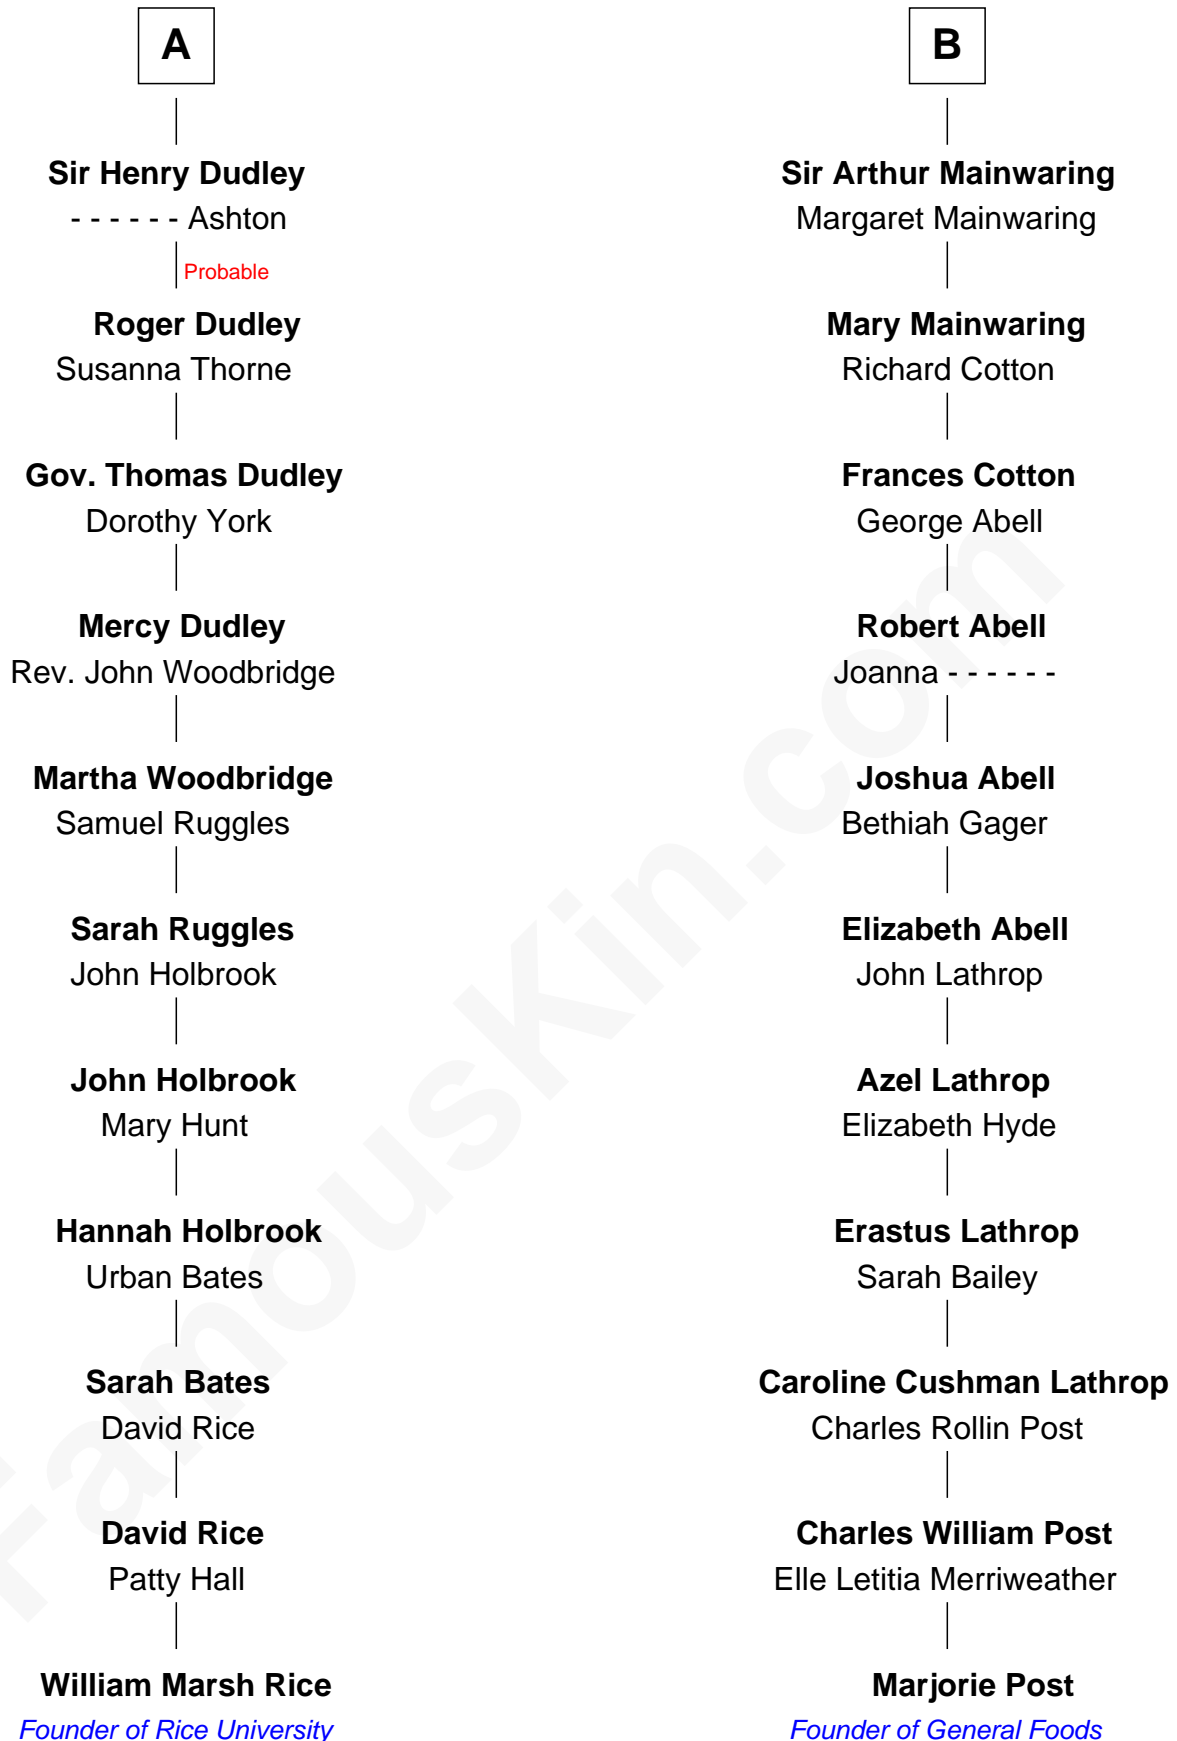 A
Sir Henry Dudley
- - - - - - Ashton
Probable
Roger Dudley
Susanna Thorne
Gov. Thomas Dudley
Dorothy York
Mercy Dudley
Rev. John Woodbridge
Martha Woodbridge
Samuel Ruggles
Sarah Ruggles
John Holbrook
John Holbrook
Mary Hunt
Hannah Holbrook
Urban Bates
Sarah Bates
David Rice
David Rice
Patty Hall
William Marsh Rice
Founder of Rice University
B
Sir Arthur Mainwaring
Margaret Mainwaring
Mary Mainwaring
Richard Cotton
Frances Cotton
George Abell
Robert Abell
Joanna - - - - - -
Joshua Abell
Bethiah Gager
Elizabeth Abell
John Lathrop
Azel Lathrop
Elizabeth Hyde
Erastus Lathrop
Sarah Bailey
Caroline Cushman Lathrop
Charles Rollin Post
Charles William Post
Elle Letitia Merriweather
Marjorie Post
Founder of General Foods
FamousKin.com